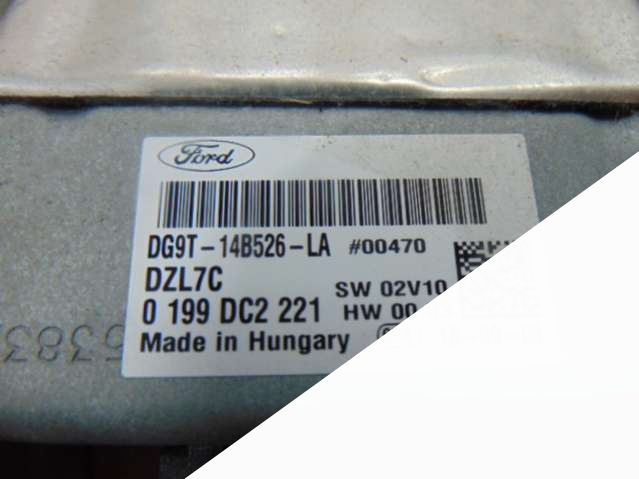 Ford
DG9T-14B526-LA #00470
DZL7C
SW 02V10
0 199 DC2 221 HW 00
Made in Hungary